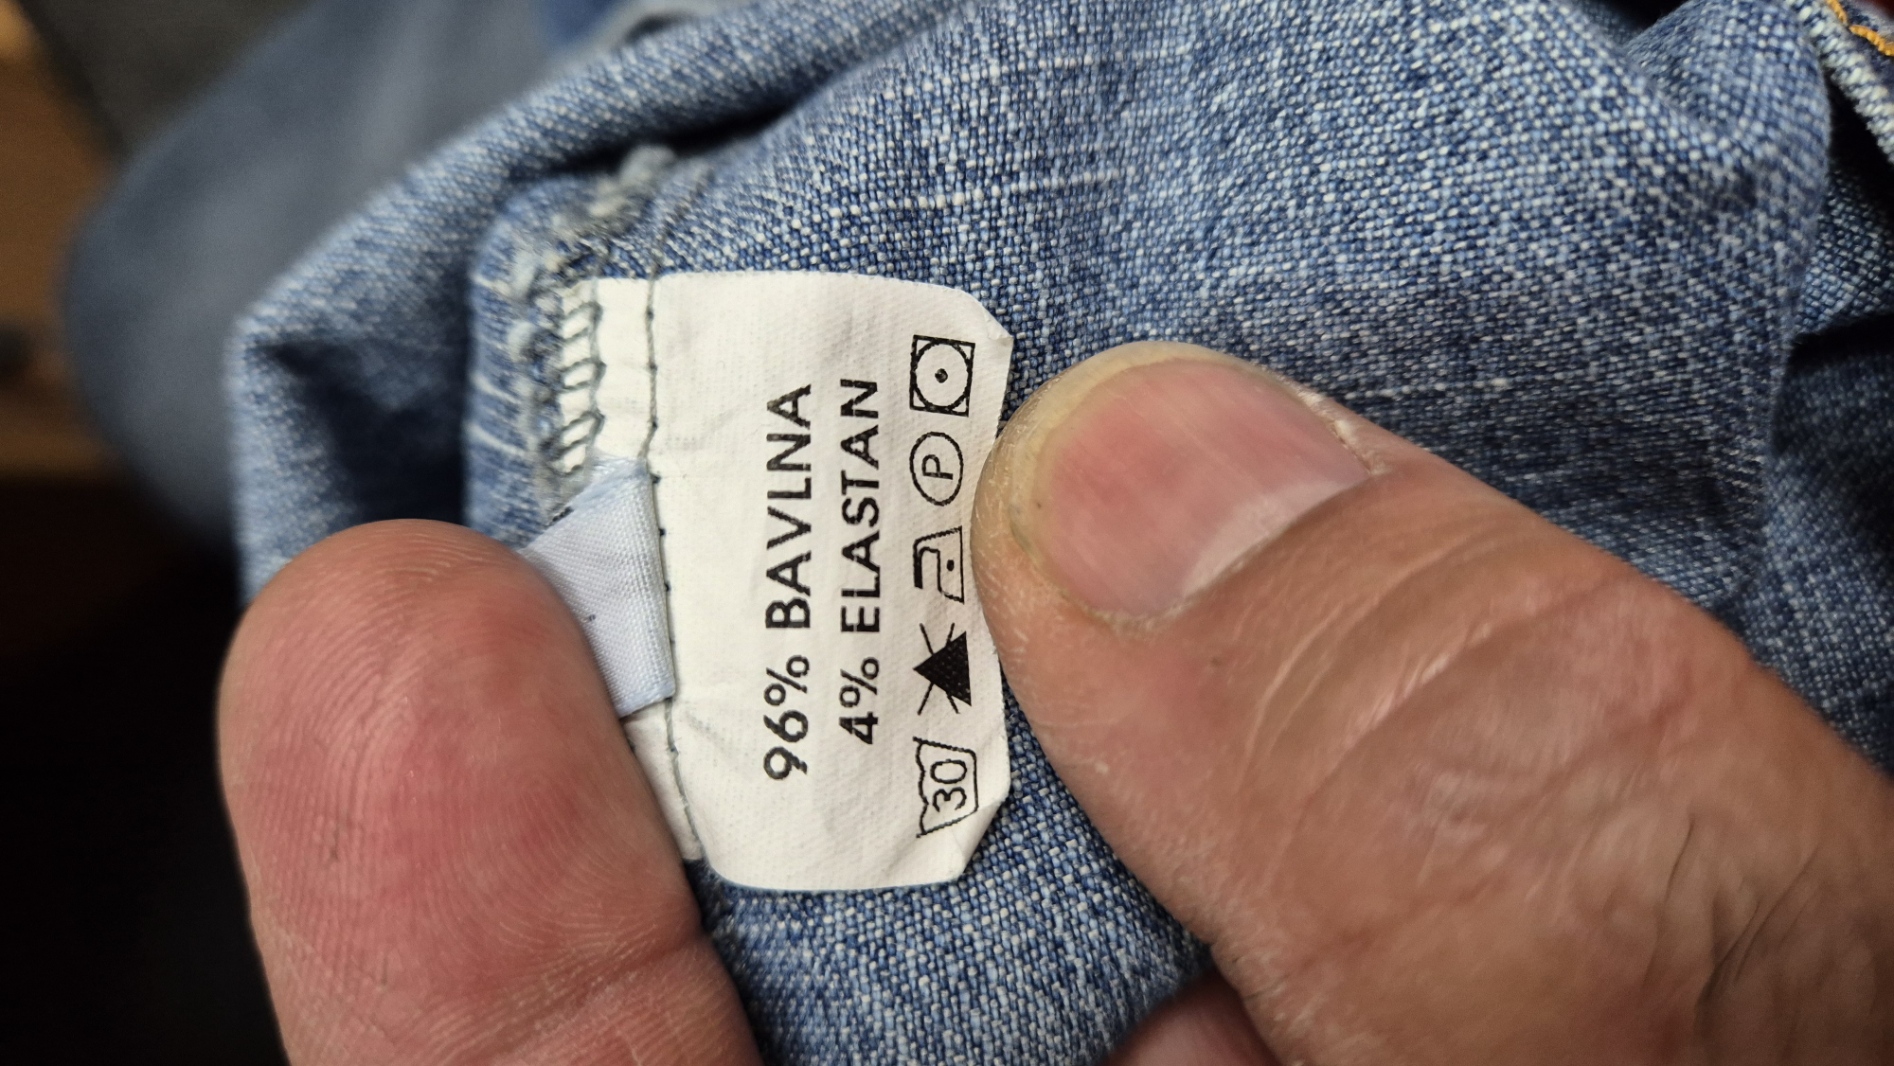 96% BAVLNA
4% ELASTAN
30 P